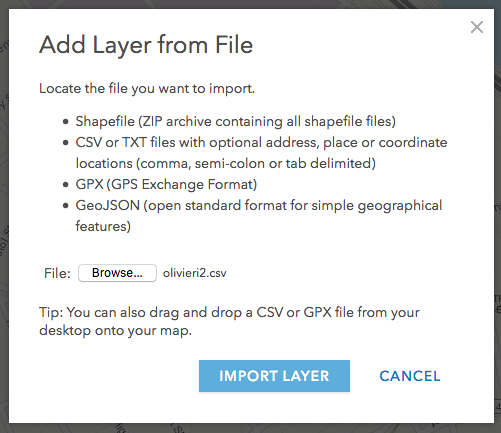 Add Layer from File
Locate the file you want to import.
• Shapefile (ZIP archive containing all shapefile files)
• CSV or TXT files with optional address, place or coordinate
locations (comma, semi-colon or tab delimited)
• GPX (GPS Exchange Format)
• GeoJSON (open standard format for simple geographical
features)
File: Browse... olivieri2.csv
Tip: You can also drag and drop a CSV or GPX file from your
desktop onto your map.
IMPORT LAYER CANCEL